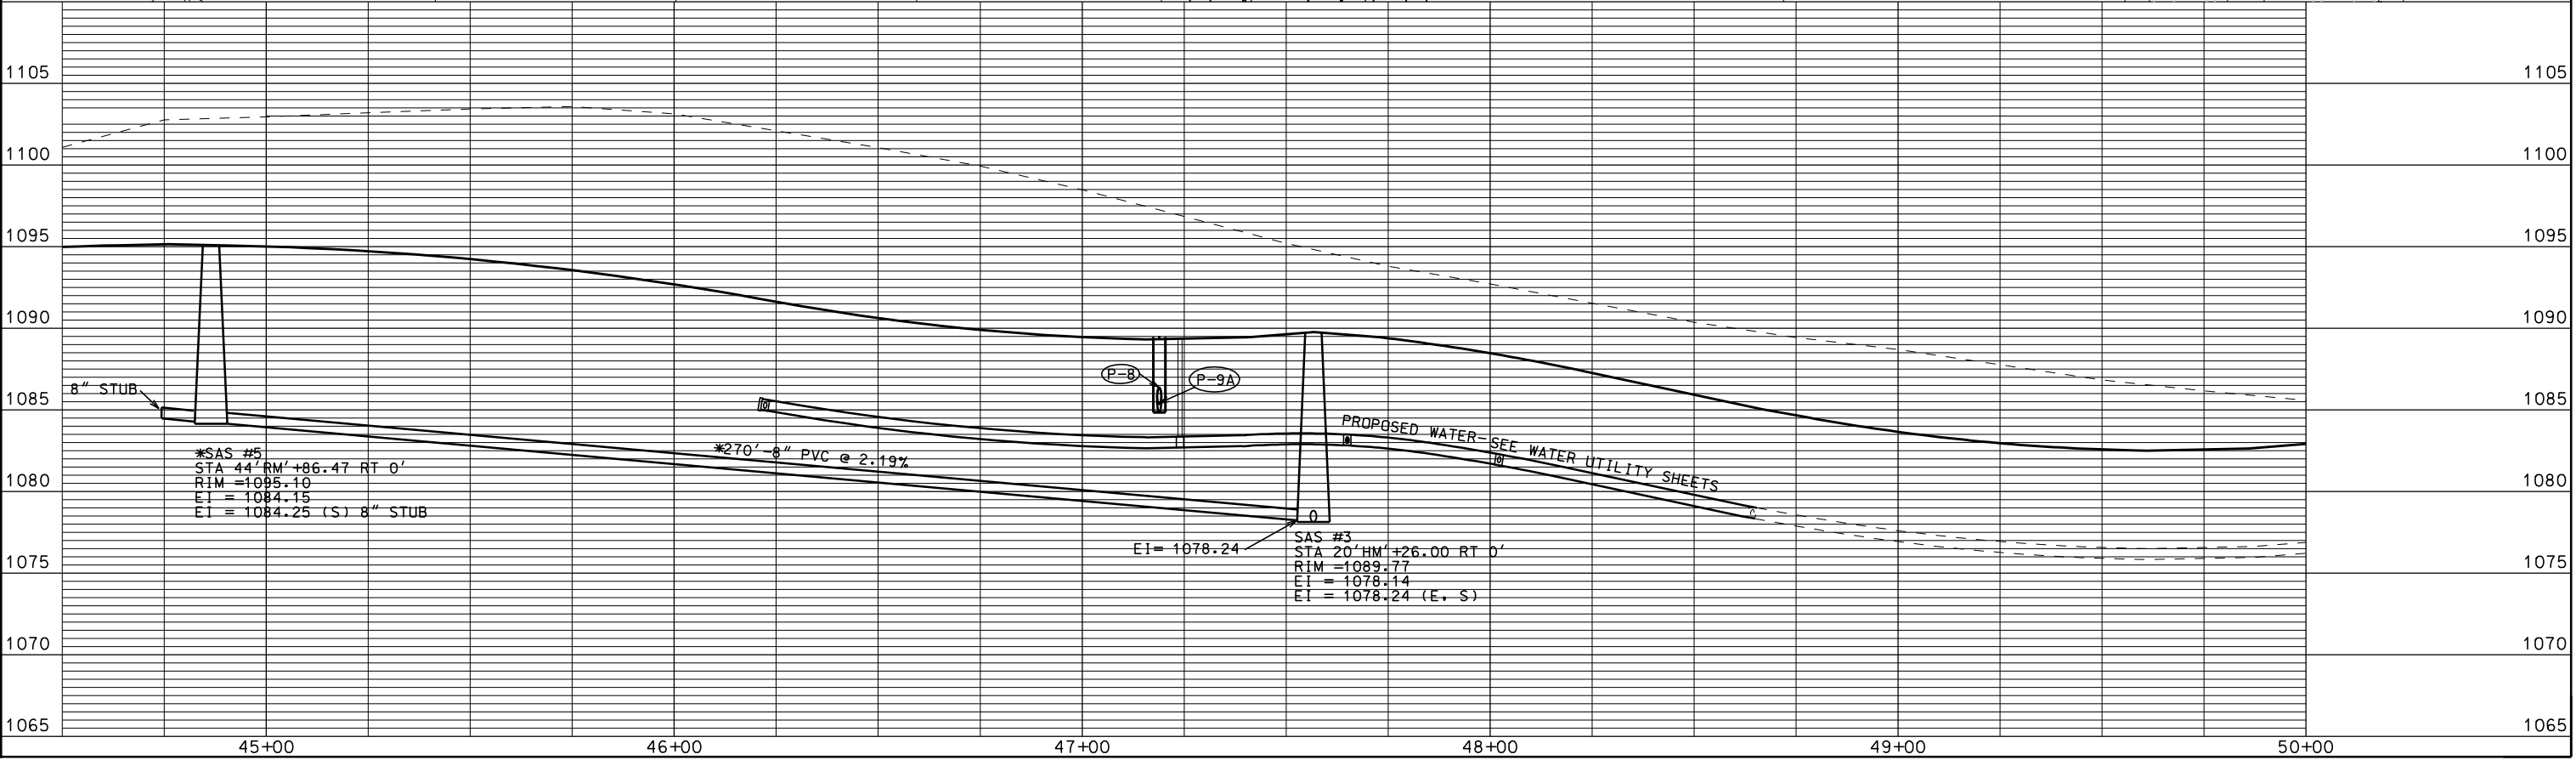 1105
1105
1100
1100
1095
1095
1090
1090
P-8
P-9A
8" STUB
1085
1085
PROPOSED WATER-SEE WATER UTILITY SHEETS
*270'-8" PVC @ 2.19%
*SAS #5
STA 44'RM'+86.47 RT 0'
RIM =1095.10
EI = 1084.15
EI = 1084.25 (S) 8" STUB
1080
1080
EI= 1078.24
SAS #3
STA 20'HM'+26.00 RT 0'
RIM =1089.77
EI = 1078.14
EI = 1078.24 (E, S)
1075
1075
1070
1070
1065
1065
45+00
46+00
47+00
48+00
49+00
50+00